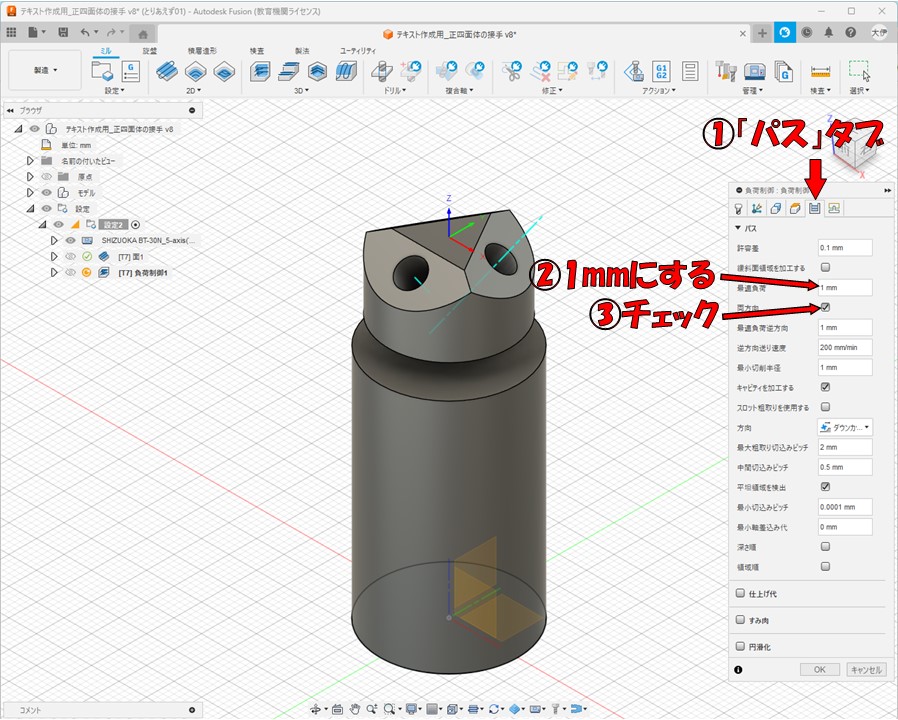 テキスト作成用_正四面体の接手 v8* (とりあえず01) - Autodesk Fusion (教育機関ライセンス)
テキスト作成用_正四面体の接手 v8*
大伊
ミル
旋盤
積層造形
検査
製法
ユーティリティ
製造
設定
2D
3D
ドリル
複合軸
修正
アクション
管理
検査
選択
G1
G2
ブラウザ
テキスト作成用_正四面体の接手 v8
単位: mm
名前の付いたビュー
原点
モデル
設定
設定2
SHIZUOKA BT-30N_5-axis(...
[T7] 面1
[T7] 負荷制御1
Z
Z
X
①「パス」タブ
②1mmにする
③チェック
負荷制御 : 負荷制御
パス
許容差
0.1 mm
傾斜面領域を加工する
最適負荷
1 mm
両方向
最適負荷逆方向
1 mm
逆方向送り速度
200 mm/min
最小切削半径
1 mm
キャビティを加工する
スロット粗取りを使用する
方向
ダウンカ...
最大粗取り切込みピッチ
2 mm
中間切込みピッチ
0.5 mm
平坦領域を検出
最小切込みピッチ
0.0001 mm
最小軸差込み代
0 mm
深さ順
領域順
仕上げ代
すみ肉
円滑化
OK
キャンセル
コメント